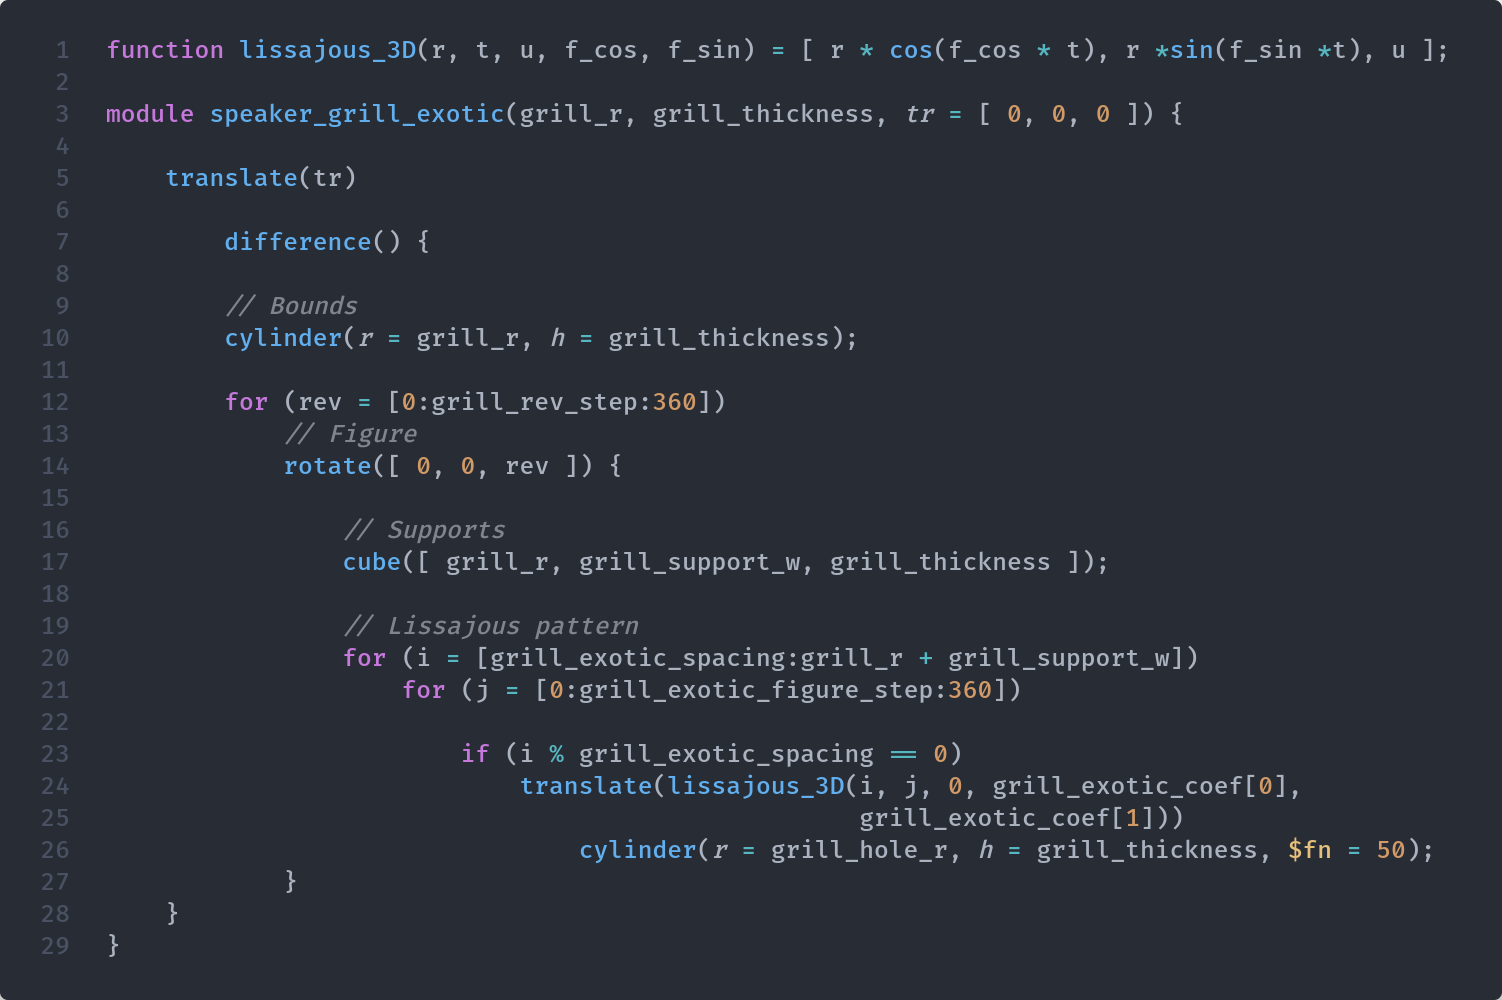 1 function lissajous_3D(r, t, u, f_cos, f_sin) = [ r * cos(f_cos * t), r *sin(f_sin *t), u ];
2
3 module speaker_grill_exotic(grill_r, grill_thickness, tr = [ 0, 0, 0 ]) {
4
5     translate(tr)
6
7         difference() {
8
9         // Bounds
10         cylinder(r = grill_r, h = grill_thickness);
11
12         for (rev = [0:grill_rev_step:360])
13             // Figure
14             rotate([ 0, 0, rev ]) {
15
16                 // Supports
17                 cube([ grill_r, grill_support_w, grill_thickness ]);
18
19                 // Lissajous pattern
20                 for (i = [grill_exotic_spacing:grill_r + grill_support_w])
21                     for (j = [0:grill_exotic_figure_step:360])
22
23                         if (i % grill_exotic_spacing == 0)
24                             translate(lissajous_3D(i, j, 0, grill_exotic_coef[0],
25                                                    grill_exotic_coef[1]))
26                                 cylinder(r = grill_hole_r, h = grill_thickness, $fn = 50);
27             }
28     }
29 }